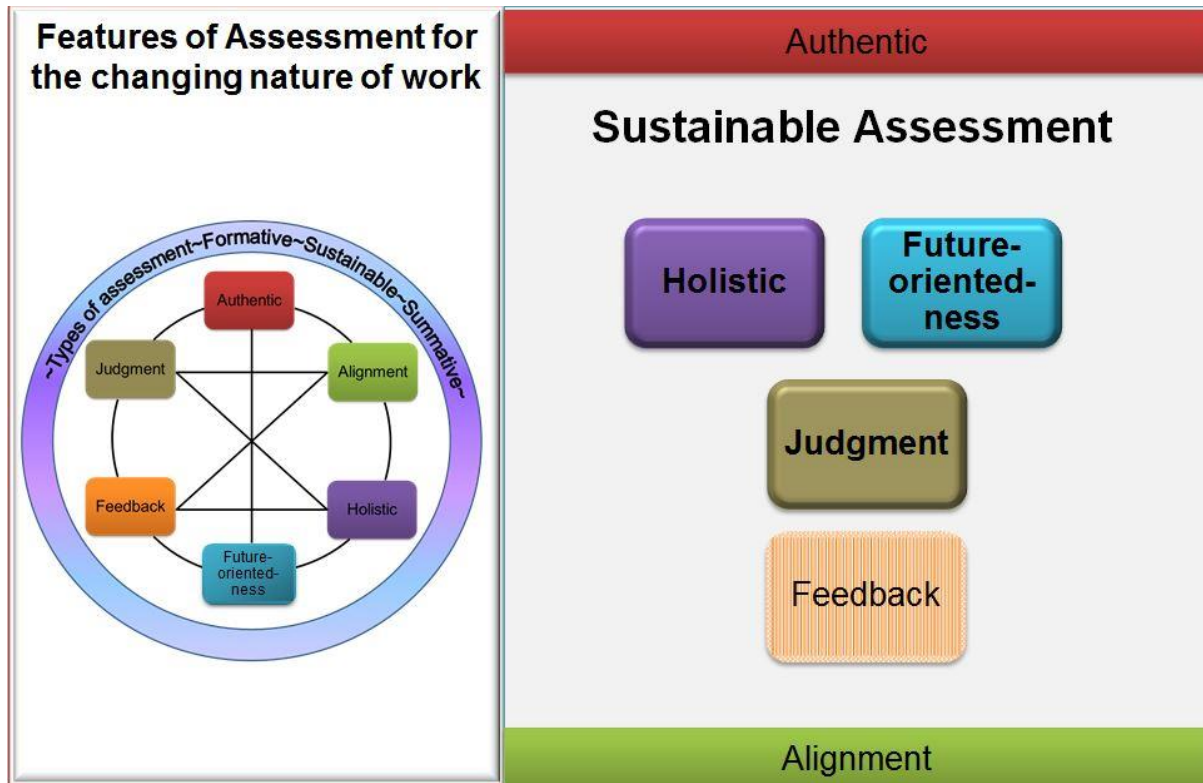 Features of Assessment for
the changing nature of work
~Types of assessment~Formative~Sustainable~Summative~
Authentic
Judgment
Alignment
Feedback
Holistic
Future-
oriented-
ness
Authentic
Sustainable Assessment
Holistic
Future-
oriented-
ness
Judgment
Feedback
Alignment